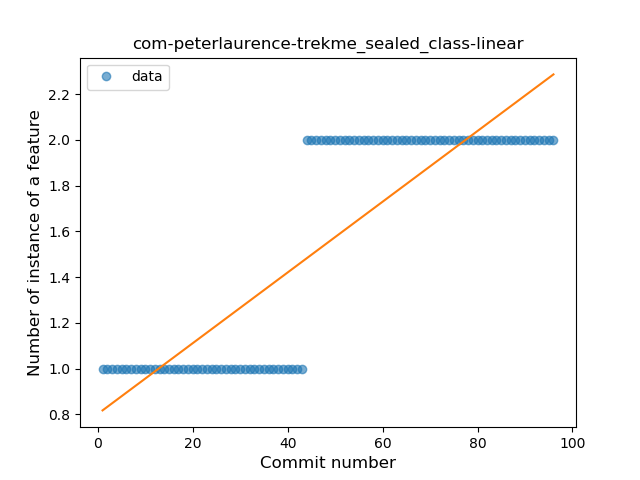 com-peterlaurence-trekme_sealed_class-linear
data
Number of instance of a feature
2.2
2.0
1.8
1.6
1.4
1.2
1.0
0.8
0 20 40 60 80 100
Commit number